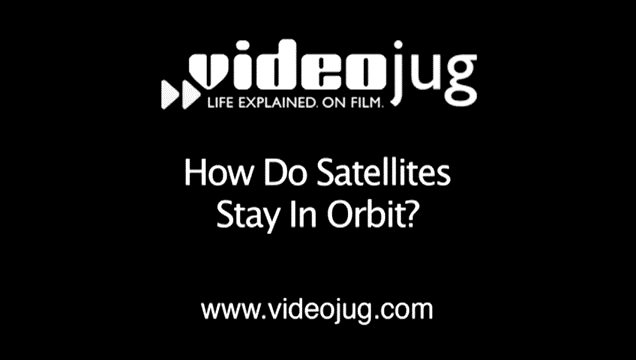 videojug
LIFE EXPLAINED. ON FILM.
How Do Satellites
Stay In Orbit?
www.videojug.com